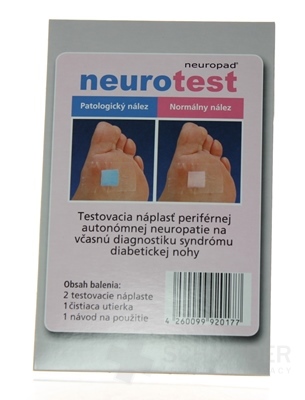 neuropad®
neurotest
Patologický nález
Normálny nález
Testovacia náplasť periférnej
autonómnej neuropatie na
včasnú diagnostiku syndrómu
diabetickej nohy
Obsah balenia:
2 testovacie náplaste
1 čistiaca utierka
1 návod na použitie
4 260099 920177